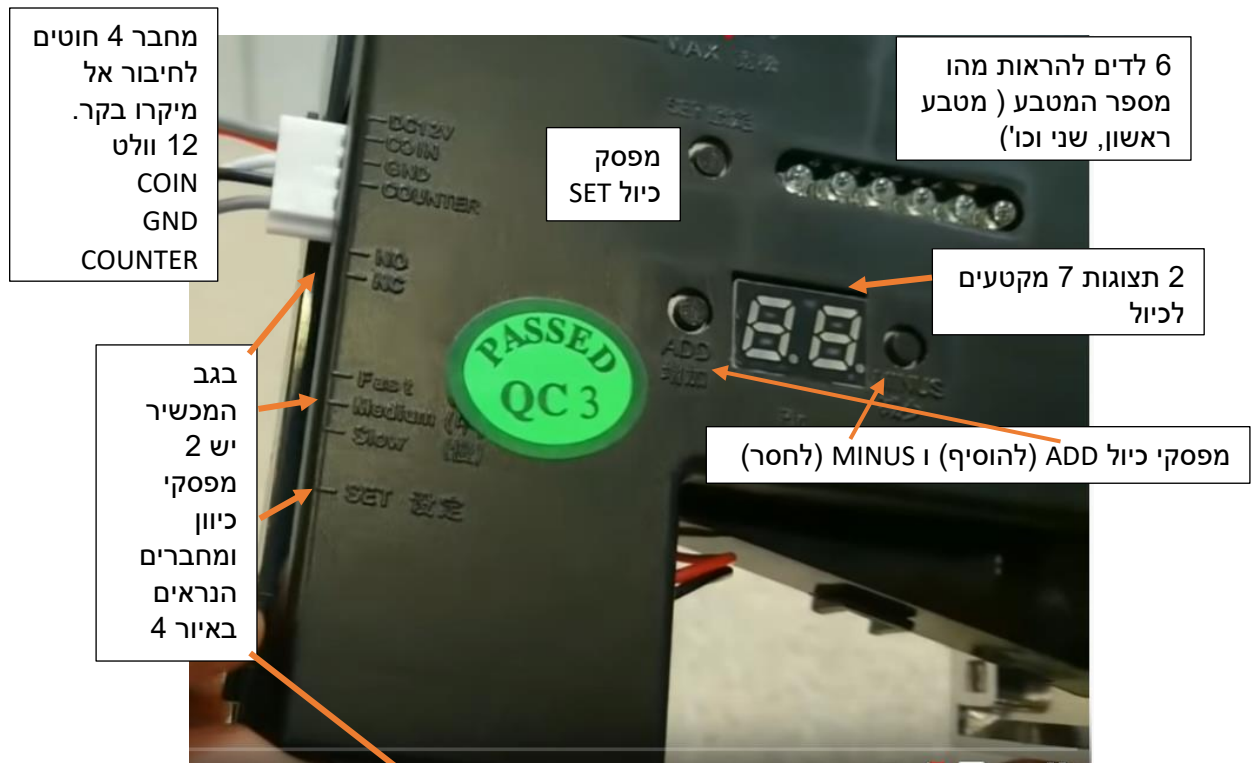 מחבר 4 חוטים
לחיבור אל
מיקרו בקר.
12 וולט
COIN
GND
COUNTER
6 לדים להראות מהו
מספר המטבע ( מטבע
ראשון, שני וכו')
מפסק
כיול SET
2 תצוגות 7 מקטעים
לכיול
מפסקי כיול ADD (להוסיף) ו MINUS (לחסר)
בגב
המכשיר
יש 2
מפסקי
כיוון
ומחברים
הנראים
באיור 4
MAX
DC12V
COIN
GND
COUNTER
NO
NC
Fast
Medium
Slow
SET 設定
PASSED
QC 3
ADD
MINUS